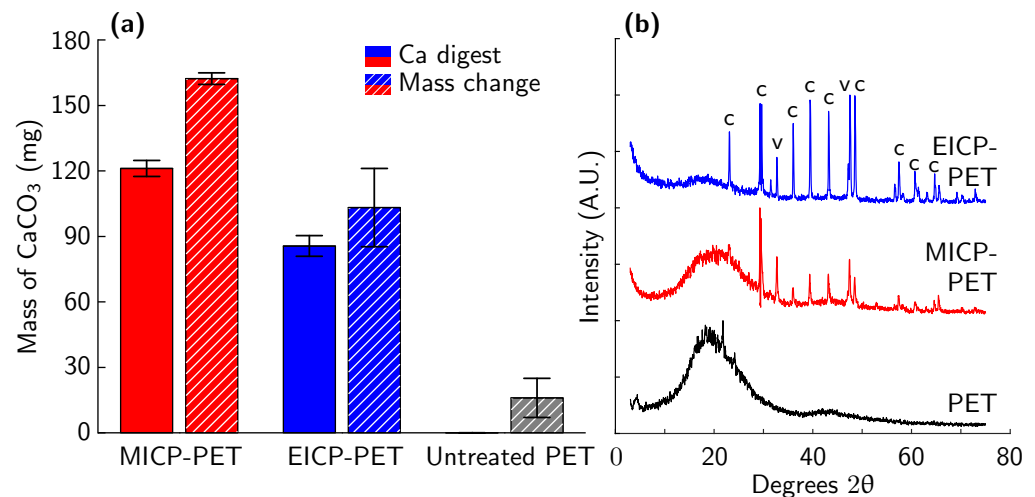 (a)
180
150
120
90
60
30
0
Mass of CaCO₃ (mg)
Ca digest
Mass change
MICP-PET
EICP-PET
Untreated PET
(b)
Intensity (A.U.)
c
c
v
c
c
c
v
c
c
c
c
EICP-
PET
MICP-
PET
PET
0
20
40
60
80
Degrees 2θ